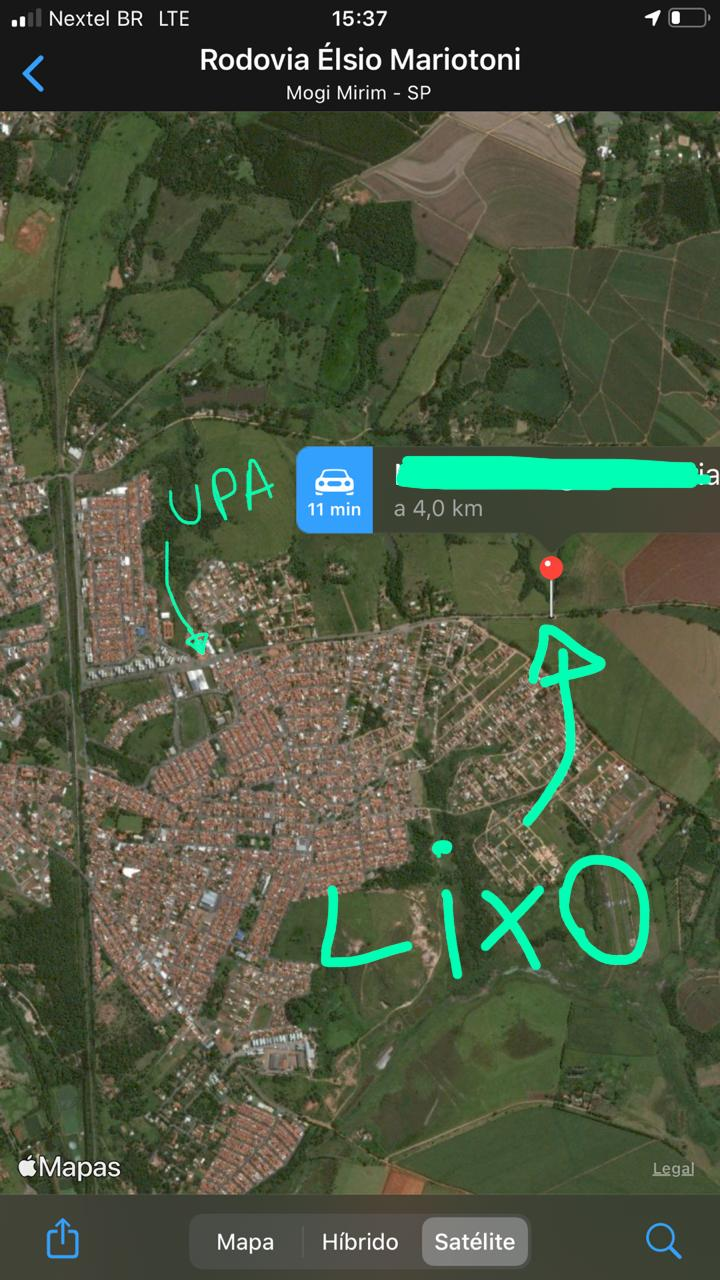 Nextel BR LTE 15:37
Rodovia Élsio Mariotoni
Mogi Mirim - SP
UPA
11 min
a 4,0 km
LixO
Mapas
Legal
Mapa Híbrido Satélite